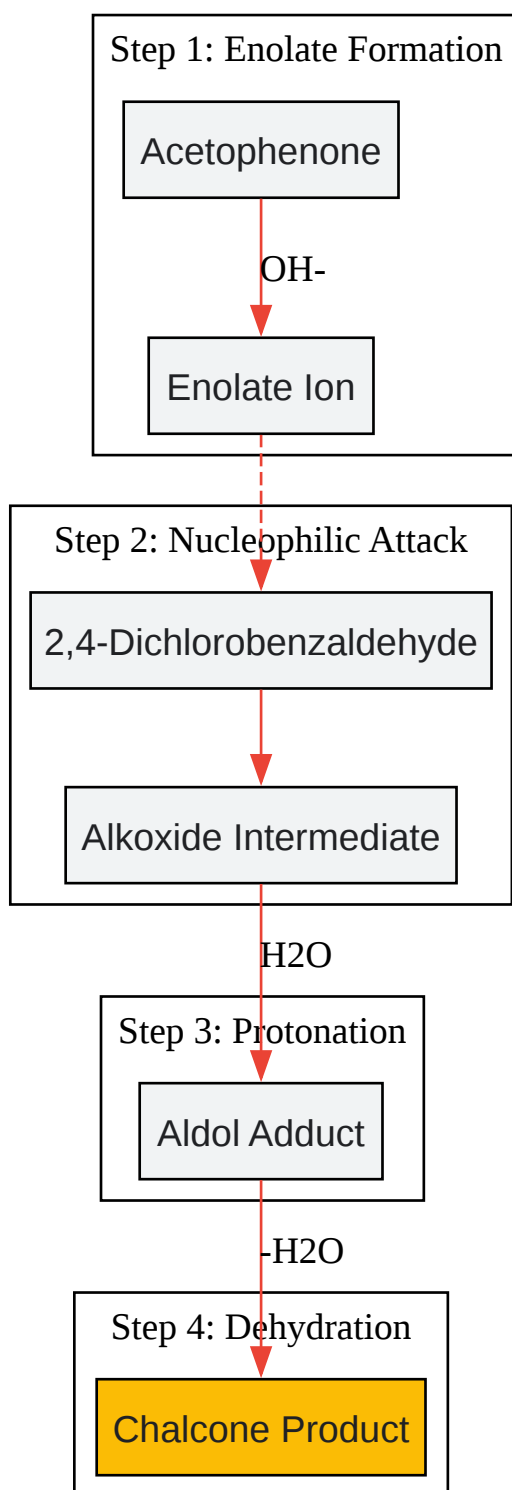 Step 1: Enolate Formation
Acetophenone
OH-
Enolate Ion
Step 2: Nucleophilic Attack
2,4-Dichlorobenzaldehyde
Alkoxide Intermediate
H2O
Step 3: Protonation
Aldol Adduct
-H2O
Step 4: Dehydration
Chalcone Product